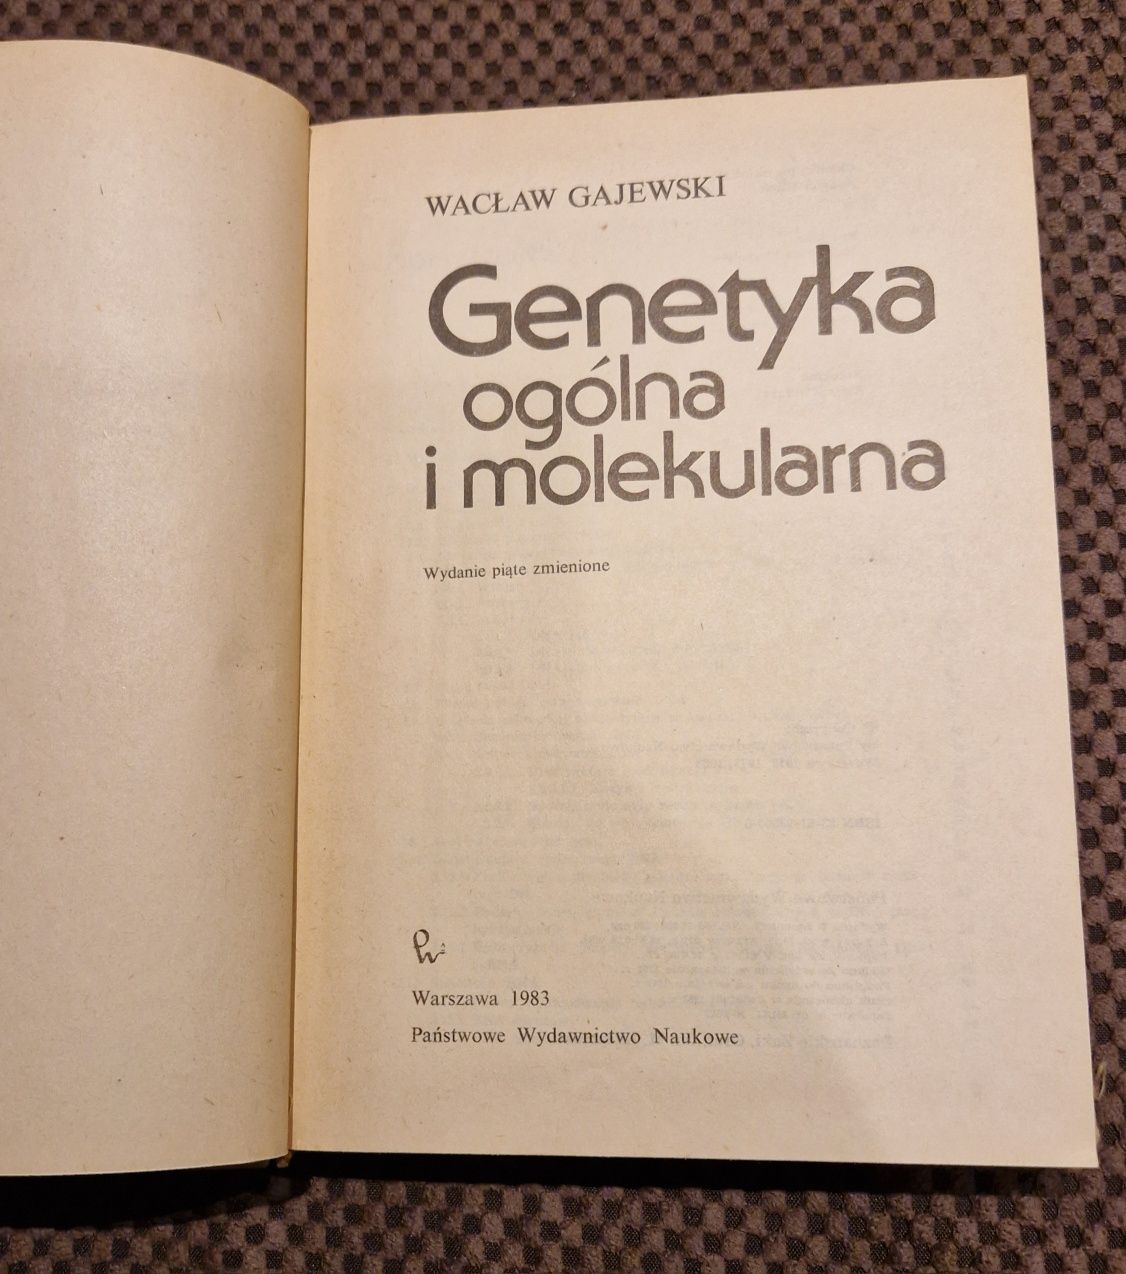 WACŁAW GAJEWSKI
Genetyka
ogólna
i molekularna
Wydanie piąte zmienione
Warszawa 1983
Państwowe Wydawnictwo Naukowe